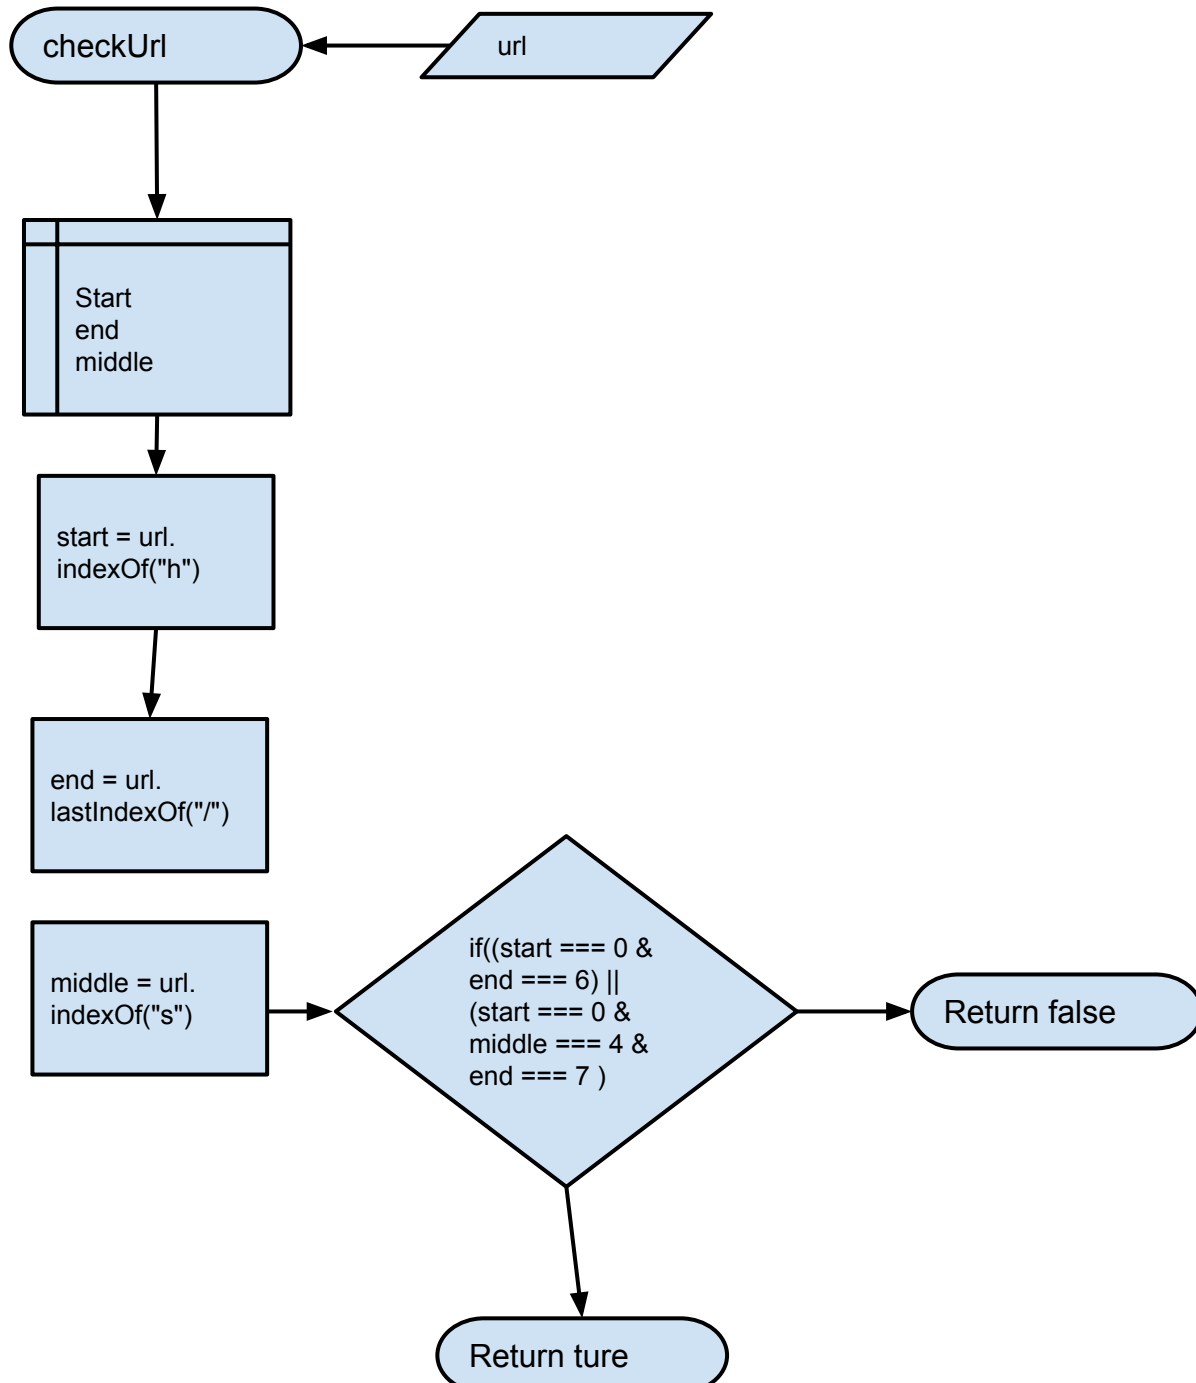 checkUrl
url
Start
end
middle
start = url.
indexOf("h")
end = url.
lastIndexOf("/")
middle = url.
indexOf("s")
if((start === 0 &
end === 6) ||
(start === 0 &
middle === 4 &
end === 7 )
Return false
Return ture